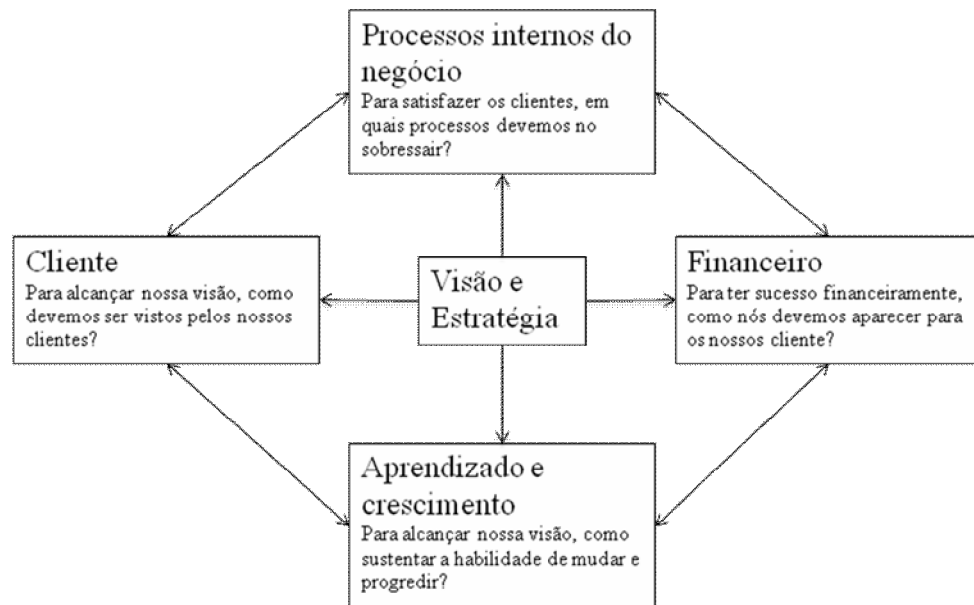 Processos internos do
negócio
Para satisfazer os clientes, em
quais processos devemos no
sobressair?
Cliente
Para alcançar nossa visão, como
devemos ser vistos pelos nossos
clientes?
Visão e
Estratégia
Financeiro
Para ter sucesso financeiramente,
como nós devemos aparecer para
os nossos cliente?
Aprendizado e
crescimento
Para alcançar nossa visão, como
sustentar a habilidade de mudar e
progredir?